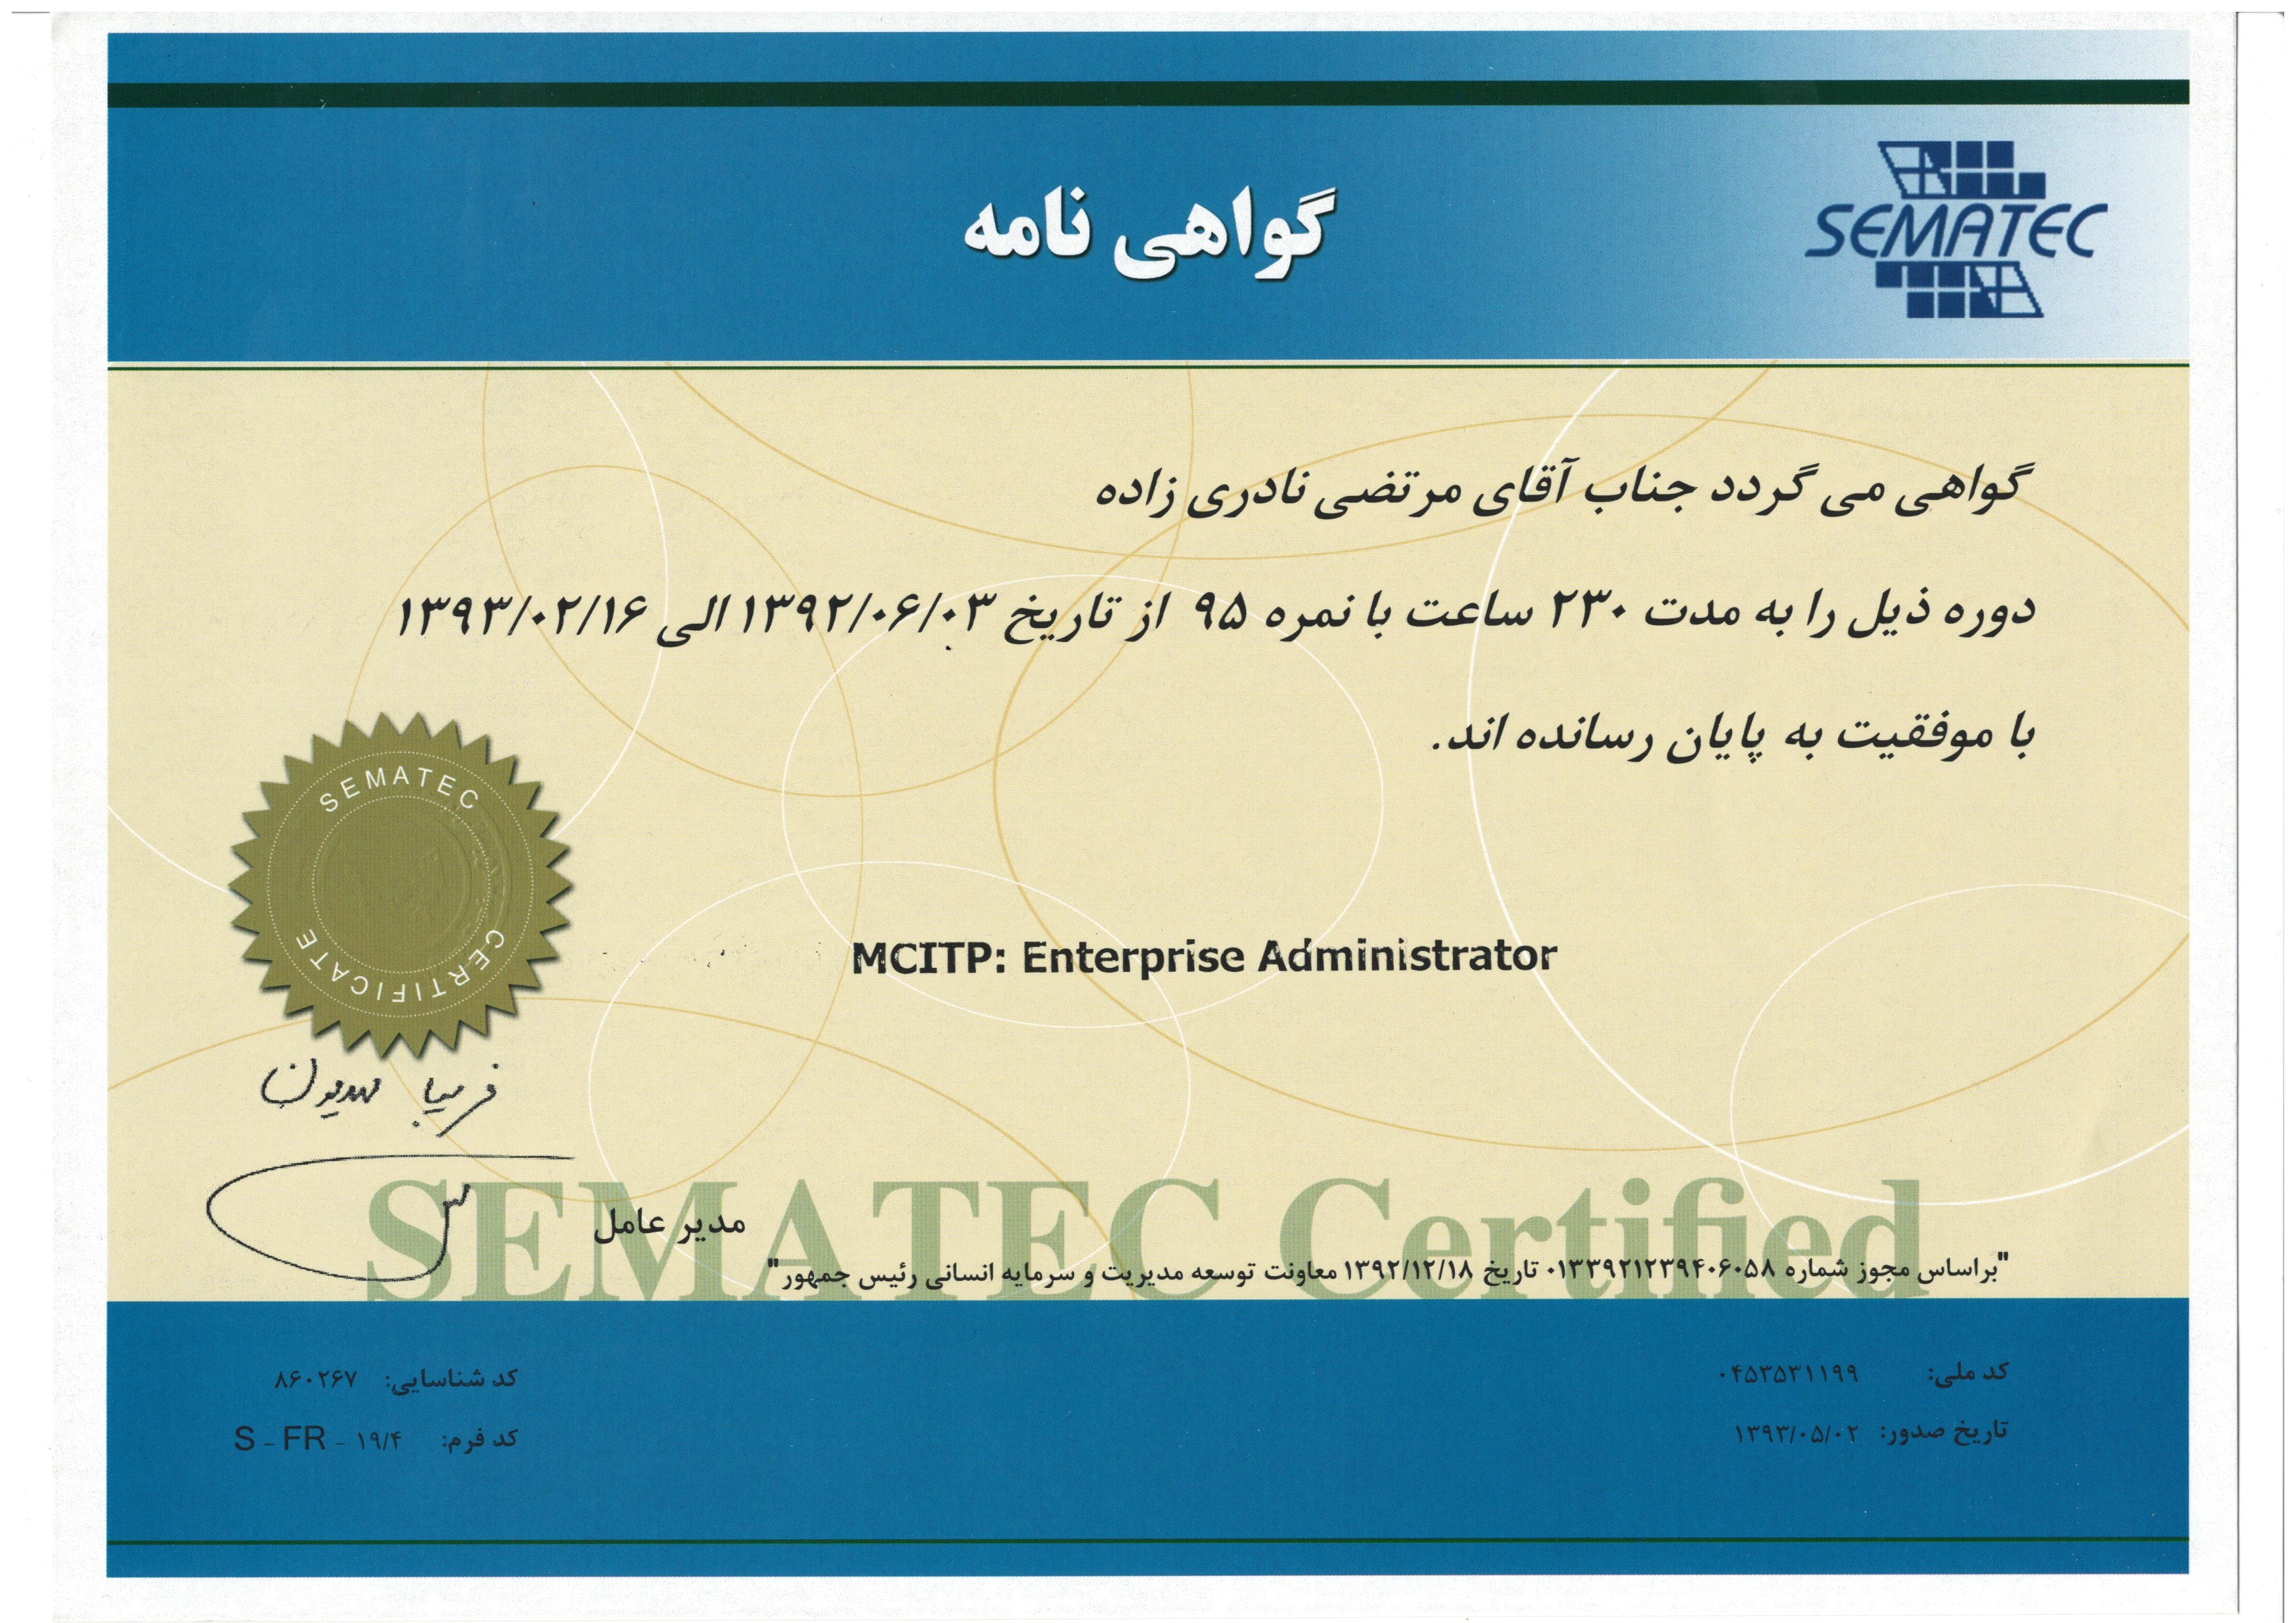 SEMATEC
گواهی نامه
گواهی می گردد جناب آقای مرتضی نادری زاده
دوره ذیل را به مدت ۲۳۰ ساعت با نمره ۹۵ از تاریخ ۱۳۹۲/۰۶/۰۳ الی ۱۳۹۳/۰۲/۱۶
با موفقیت به پایان رسانده اند.
SEMATEC
CERTIFICATE
MCITP: Enterprise Administrator
فریبا
SEMATEC Certified
مدیر عامل
"براساس مجوز شماره ۰۱۳۳۹۲۱۲۳۹۴۰۶۰۵۸ تاریخ ۱۳۹۲/۱۲/۱۸ معاونت توسعه مدیریت و سرمایه انسانی رئیس جمهور"
کد ملی: ۰۴۵۳۵۳۱۱۹۹
تاریخ صدور: ۱۳۹۳/۰۵/۰۲
کد شناسایی: ۸۶۰۲۶۷
کد فرم: S - FR - ۱۹/۴